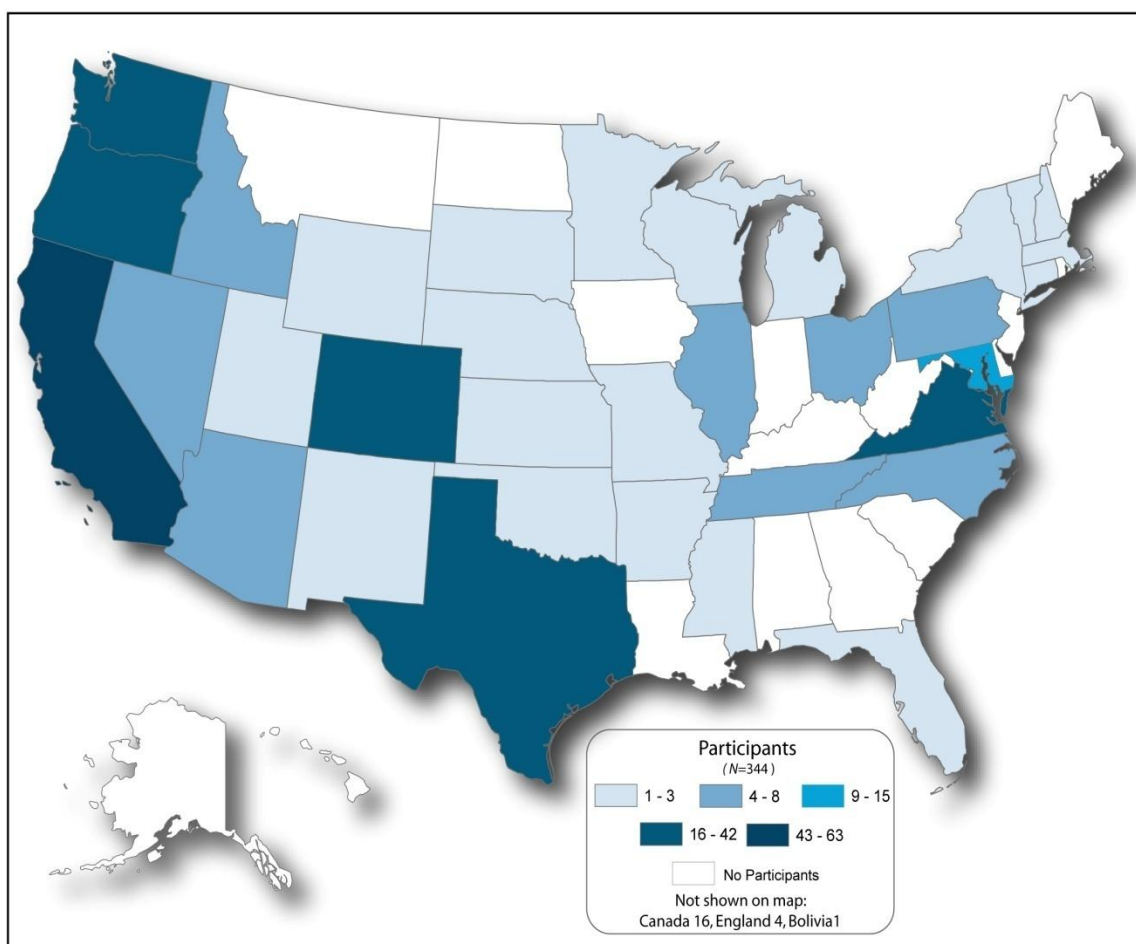 Participants
(N=344)
1 - 3 4 - 8 9 - 15
16 - 42 43 - 63
No Participants
Not shown on map:
Canada 16, England 4, Bolivia1